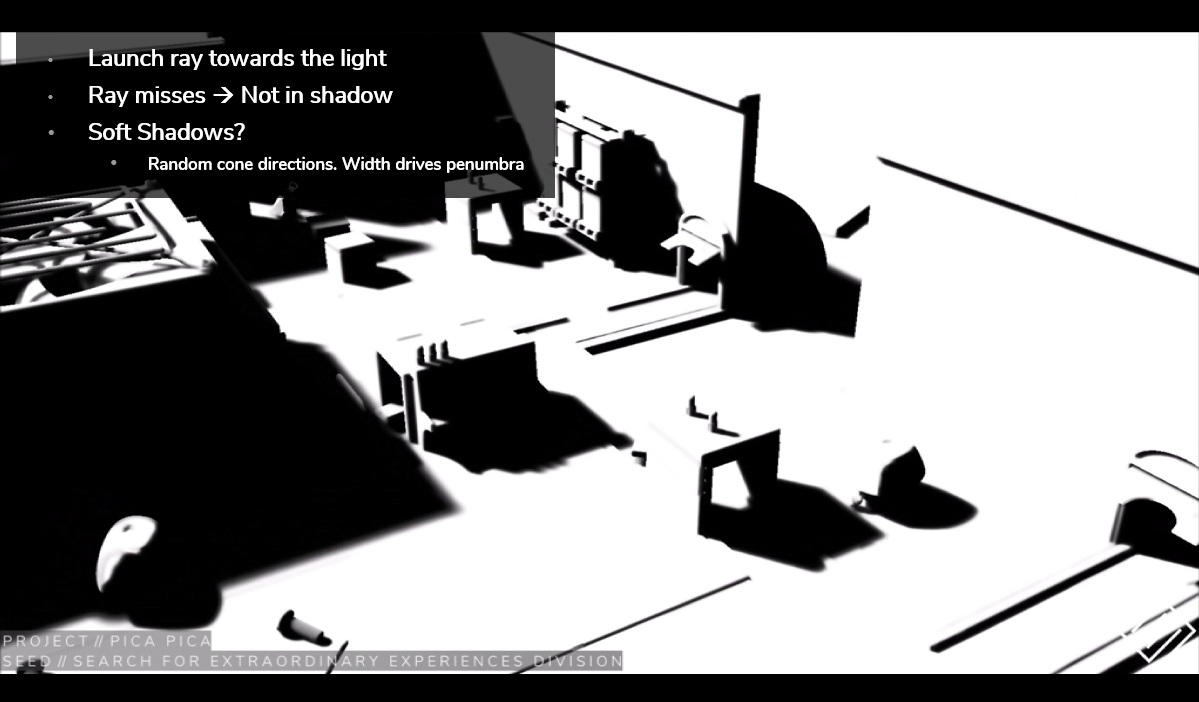 Launch ray towards the light
Ray misses → Not in shadow
Soft Shadows?
Random cone directions. Width drives penumbra
PROJECT // PICA PICA
SEED // SEARCH FOR EXTRAORDINARY EXPERIENCES DIVISION